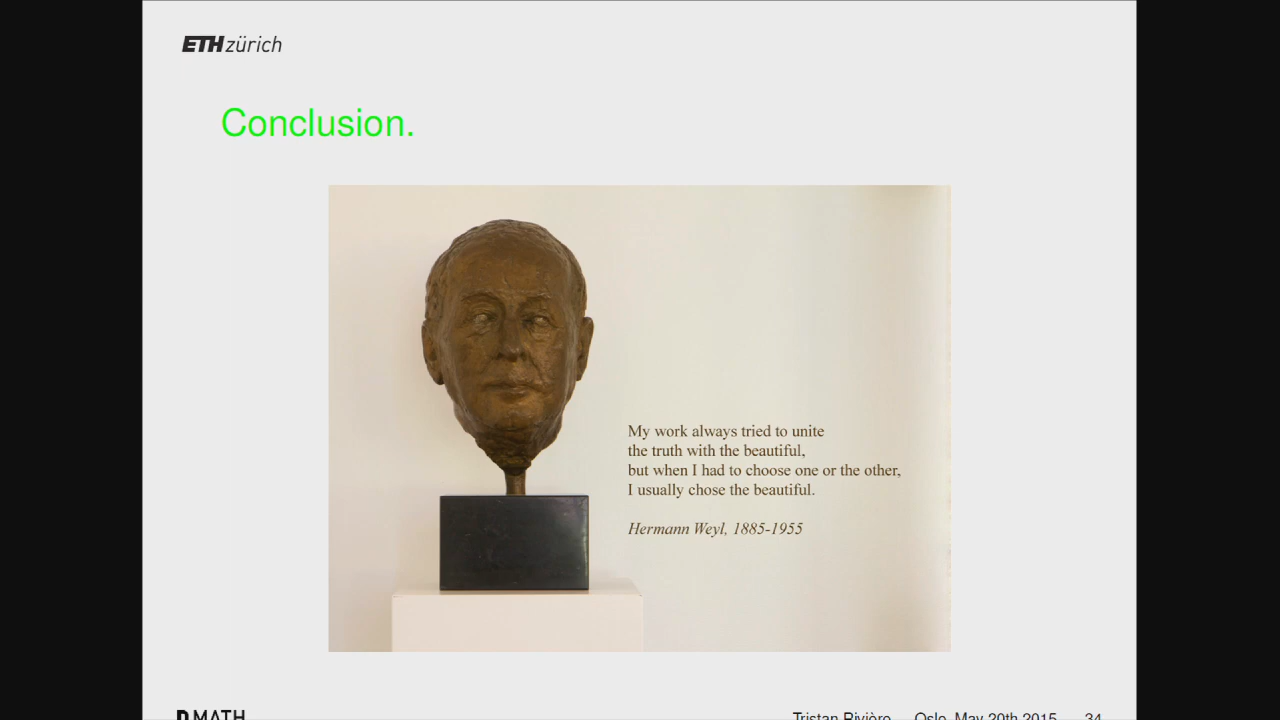 ETH zürich
Conclusion.
My work always tried to unite
the truth with the beautiful,
but when I had to choose one or the other,
I usually chose the beautiful.
Hermann Weyl, 1885-1955
D MATH
Tristan Rivière Oslo, May 20th 2015 34